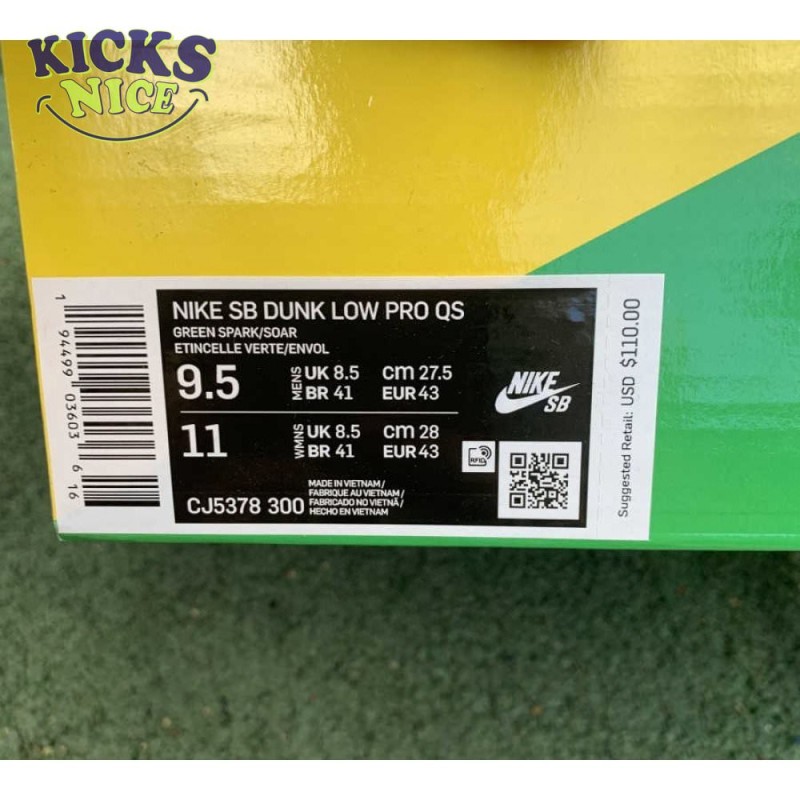 KICKS
NICE
NIKE SB DUNK LOW PRO QS
GREEN SPARK/SOAR
ETINCELLE VERTE/ENVOL
9.5 MENS UK 8.5 cm 27.5
BR 41 EUR 43
11 WMNS UK 8.5 cm 28
BR 41 EUR 43
NIKE
SB
RFID
CJ5378 300
MADE IN VIETNAM /
FABRIQUE AU VIETNAM /
FABRICADO NO VIETNÃ /
HECHO EN VIETNAM
1 94499 03603 6 16
Suggested Retail: USD $110.00